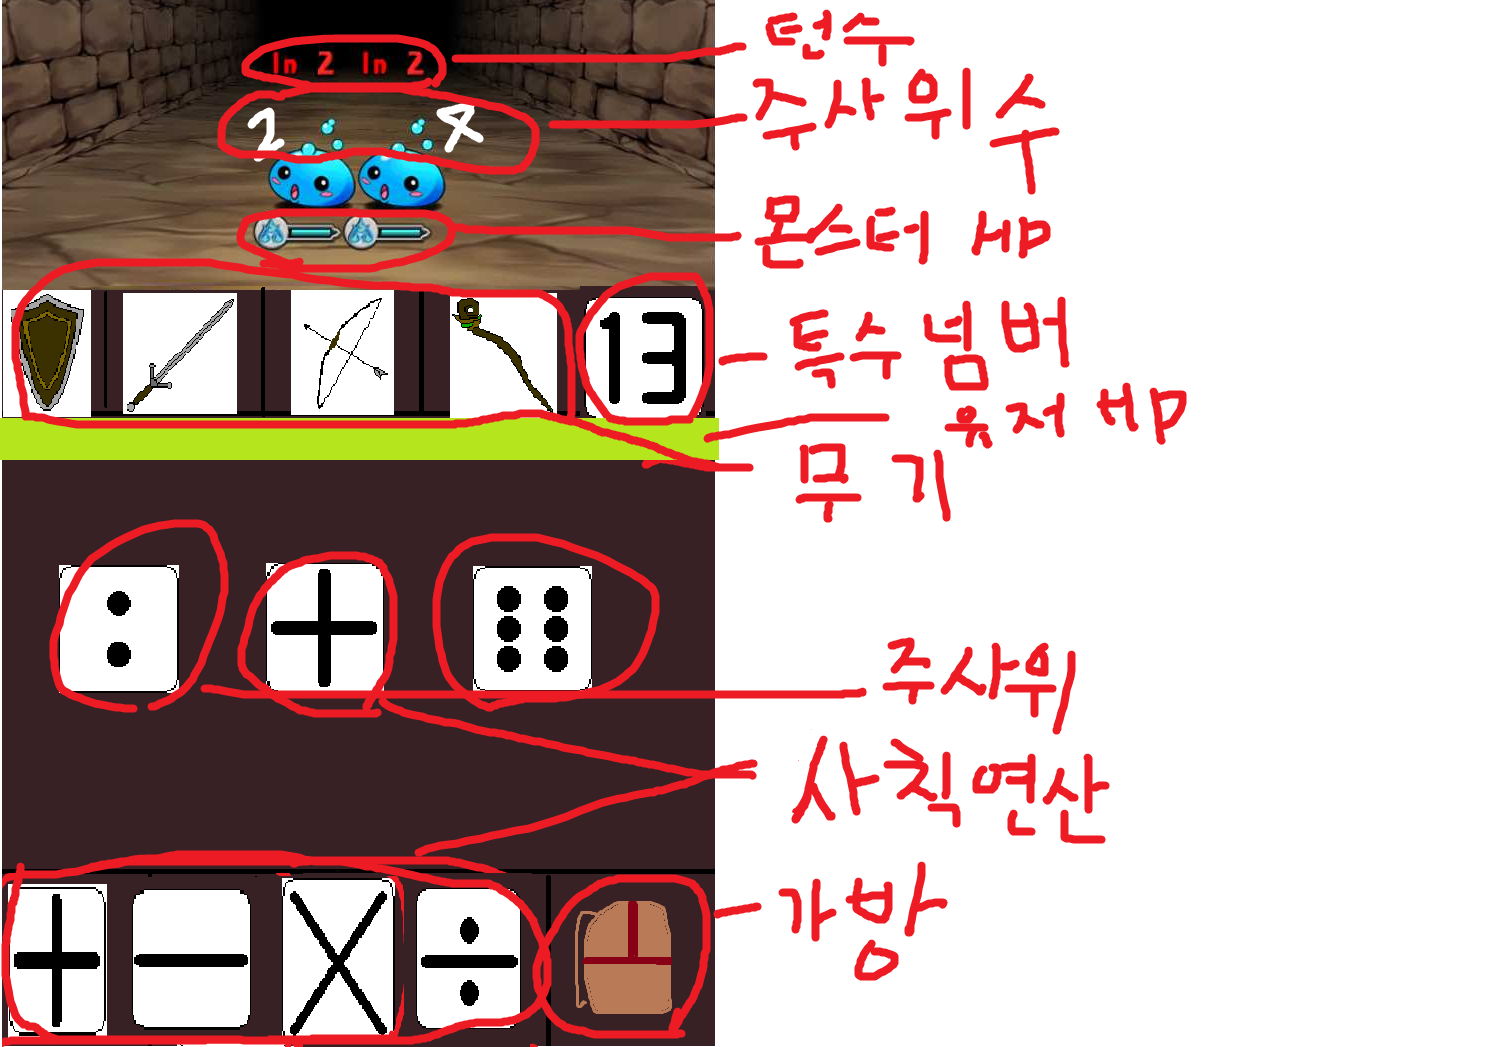 In 2 In 2
턴수
2 4
주사위 수
몬스터 HP
13
특수 넘버
유저 HP
무기
+
주사위
사칙연산
+ − × ÷
가방